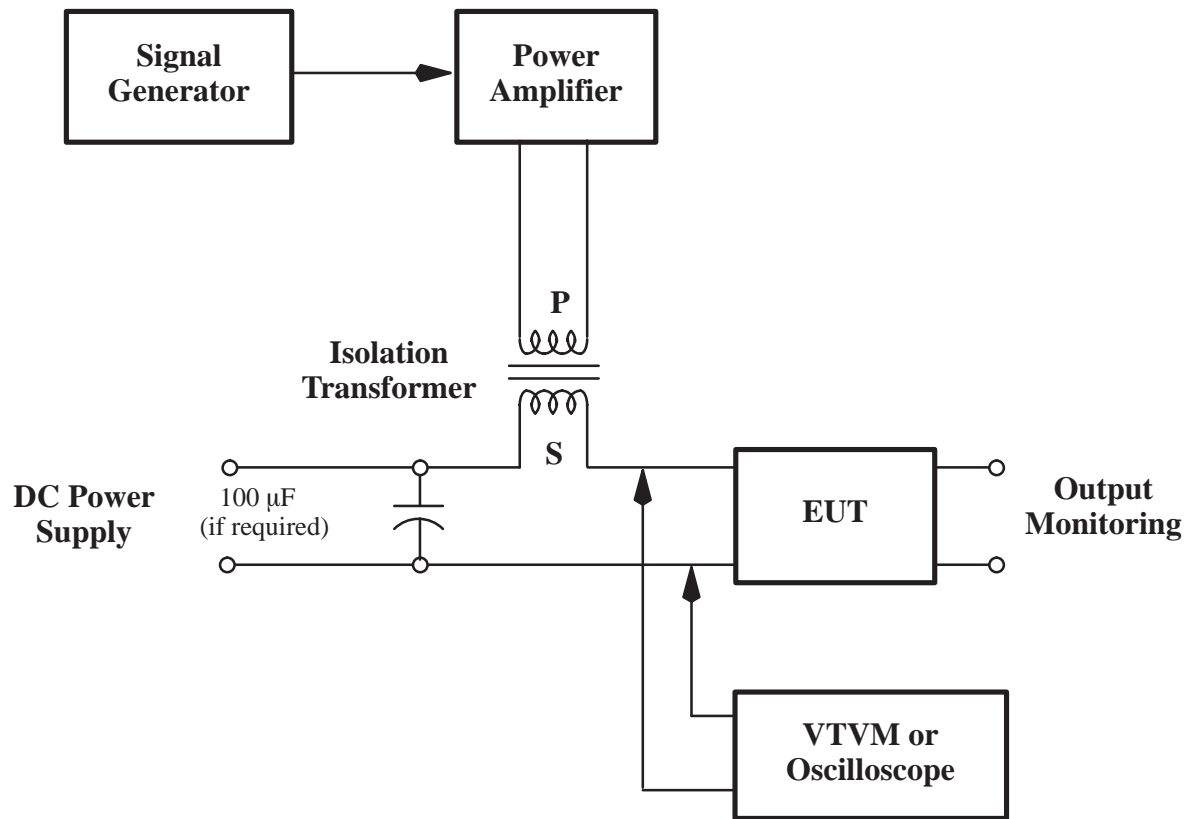 Signal
Generator
Power
Amplifier
P
Isolation
Transformer
S
DC Power
Supply
100 µF
(if required)
EUT
Output
Monitoring
VTVM or
Oscilloscope